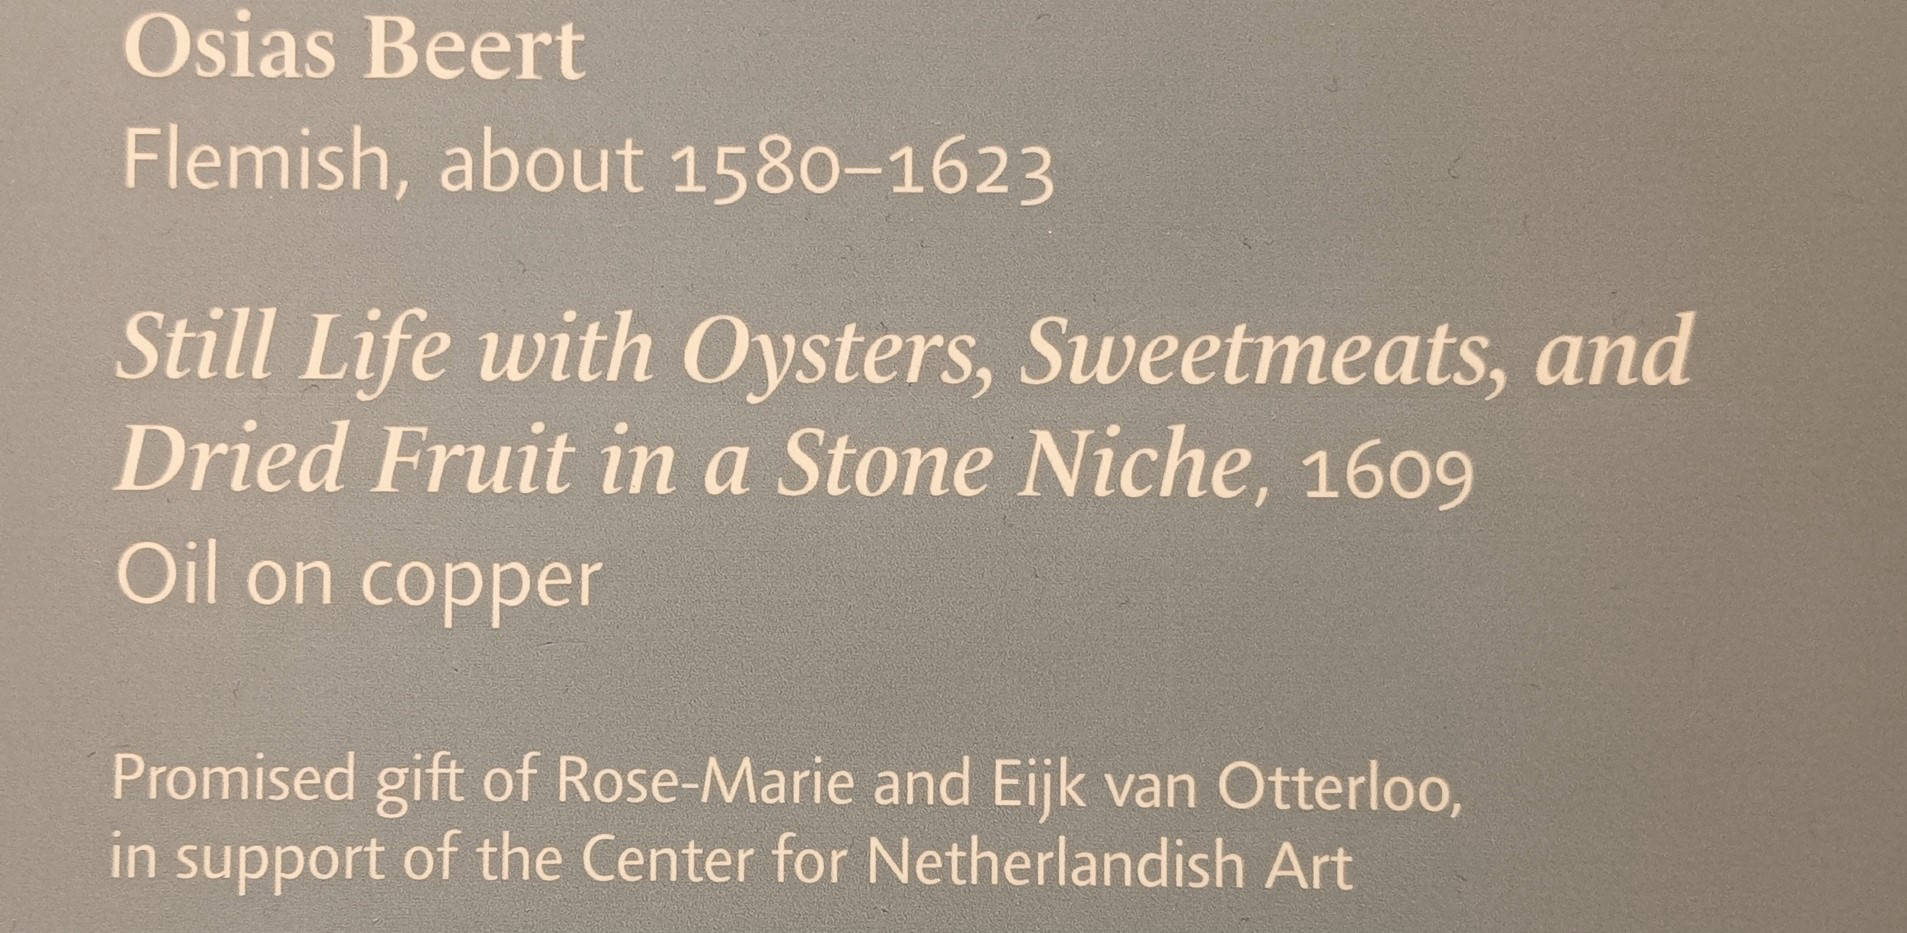 Osias Beert
Flemish, about 1580–1623
Still Life with Oysters, Sweetmeats, and
Dried Fruit in a Stone Niche, 1609
Oil on copper
Promised gift of Rose-Marie and Eijk van Otterloo,
in support of the Center for Netherlandish Art